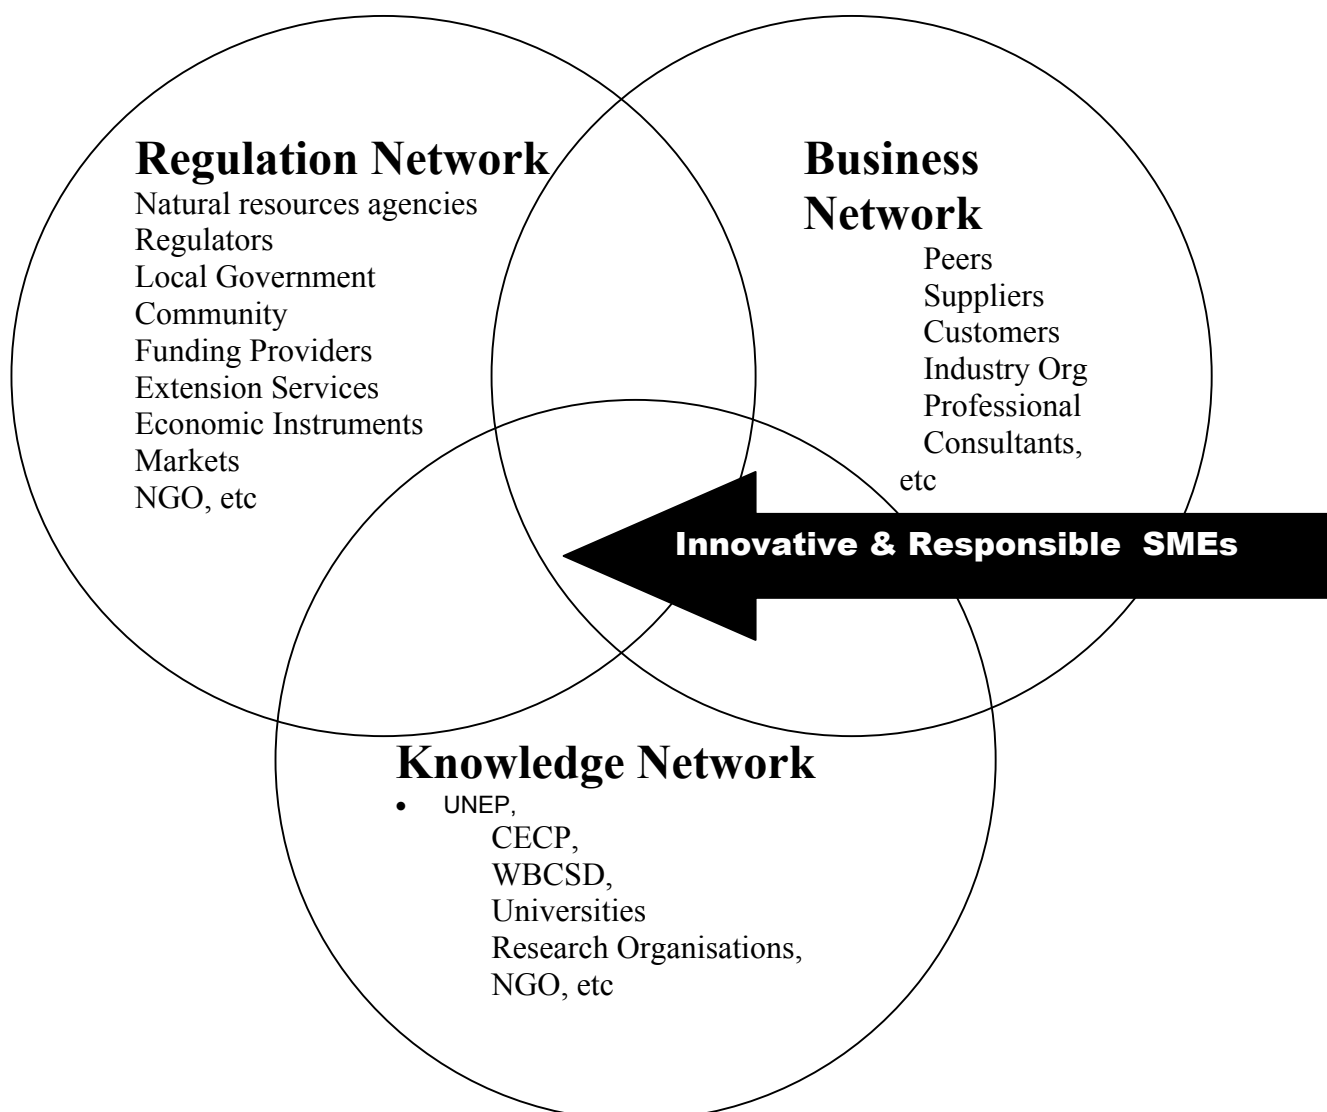 Regulation Network
Natural resources agencies
Regulators
Local Government
Community
Funding Providers
Extension Services
Economic Instruments
Markets
NGO, etc
Business
Network
Peers
Suppliers
Customers
Industry Org
Professional
Consultants,
etc
Innovative & Responsible SMEs
Knowledge Network
• UNEP,
CECP,
WBCSD,
Universities
Research Organisations,
NGO, etc